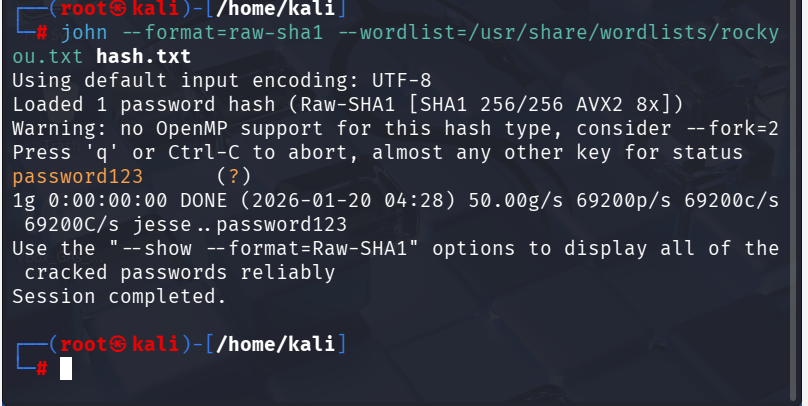 ┌──(root㉿kali)-[/home/kali]
└─# john --format=raw-sha1 --wordlist=/usr/share/wordlists/rocky
ou.txt hash.txt
Using default input encoding: UTF-8
Loaded 1 password hash (Raw-SHA1 [SHA1 256/256 AVX2 8x])
Warning: no OpenMP support for this hash type, consider --fork=2
Press 'q' or Ctrl-C to abort, almost any other key for status
password123      (?)
1g 0:00:00:00 DONE (2026-01-20 04:28) 50.00g/s 69200p/s 69200c/s
 69200C/s jesse..password123
Use the "--show --format=Raw-SHA1" options to display all of the
 cracked passwords reliably
Session completed.
┌──(root㉿kali)-[/home/kali]
└─#